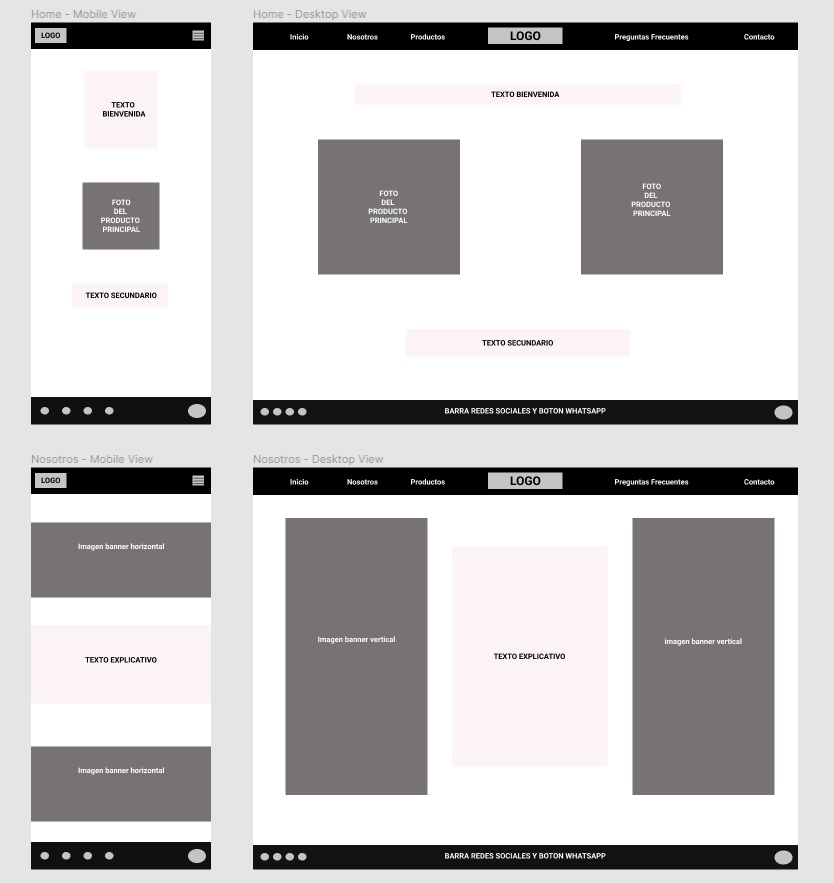 Home - Mobile View
LOGO
TEXTO
BIENVENIDA
FOTO
DEL
PRODUCTO
PRINCIPAL
TEXTO SECUNDARIO
Home - Desktop View
Inicio Nosotros Productos LOGO Preguntas Frecuentes Contacto
TEXTO BIENVENIDA
FOTO
DEL
PRODUCTO
PRINCIPAL
FOTO
DEL
PRODUCTO
PRINCIPAL
TEXTO SECUNDARIO
BARRA REDES SOCIALES Y BOTON WHATSAPP
Nosotros - Mobile View
LOGO
Imagen banner horizontal
TEXTO EXPLICATIVO
Imagen banner horizontal
Nosotros - Desktop View
Inicio Nosotros Productos LOGO Preguntas Frecuentes Contacto
Imagen banner vertical
TEXTO EXPLICATIVO
imagen banner vertical
BARRA REDES SOCIALES Y BOTON WHATSAPP